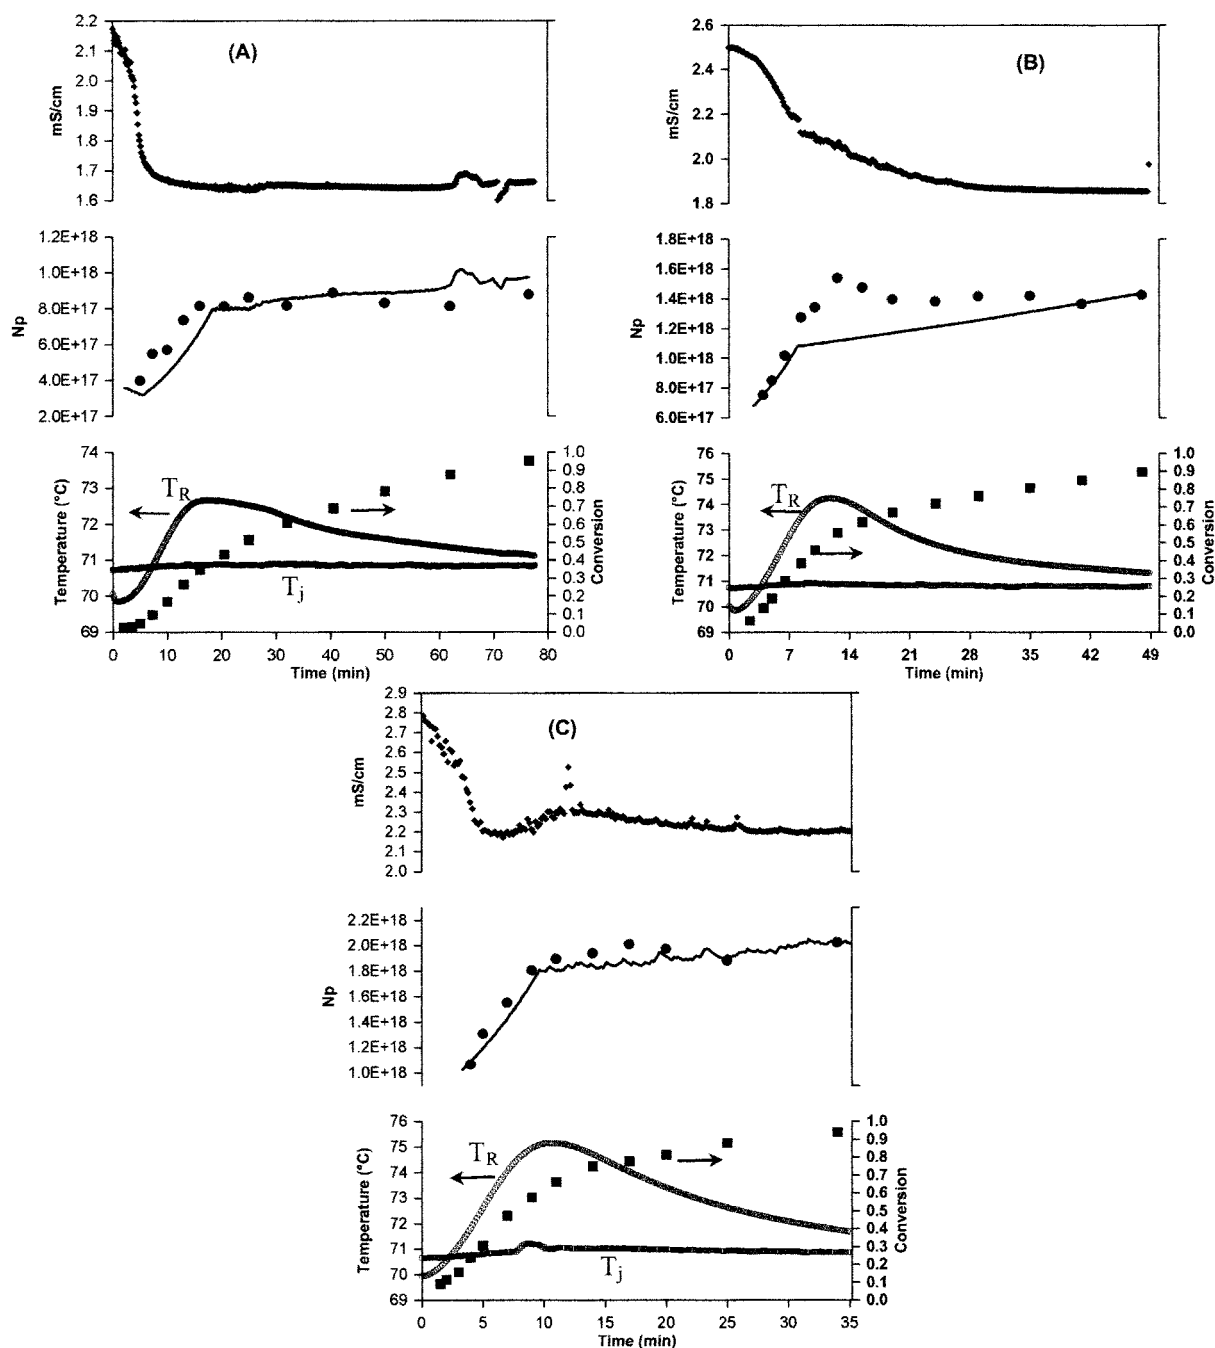 (A)
mS/cm
2.2
2.1
2.0
1.9
1.8
1.7
1.6
Np
1.2E+18
1.0E+18
8.0E+17
6.0E+17
4.0E+17
2.0E+17
Temperature (°C)
74
73
72
71
70
69
T_R
T_j
1.0
0.9
0.8
0.7
0.6
0.5
0.4
0.3
0.2
0.1
0.0
Conversion
0 10 20 30 40 50 60 70 80
Time (min)
(B)
mS/cm
2.6
2.4
2.2
2.0
1.8
Np
1.8E+18
1.6E+18
1.4E+18
1.2E+18
1.0E+18
8.0E+17
6.0E+17
Temperature (°C)
76
75
74
73
72
71
70
69
T_R
1.0
0.9
0.8
0.7
0.6
0.5
0.4
0.3
0.2
0.1
0.0
Conversion
0 7 14 21 28 35 42 49
Time (min)
(C)
mS/cm
2.9
2.8
2.7
2.6
2.5
2.4
2.3
2.2
2.1
2.0
Np
2.2E+18
2.0E+18
1.8E+18
1.6E+18
1.4E+18
1.2E+18
1.0E+18
Temperature (°C)
76
75
74
73
72
71
70
69
T_R
T_j
1.0
0.9
0.8
0.7
0.6
0.5
0.4
0.3
0.2
0.1
0.0
Conversion
0 5 10 15 20 25 30 35
Time (min)